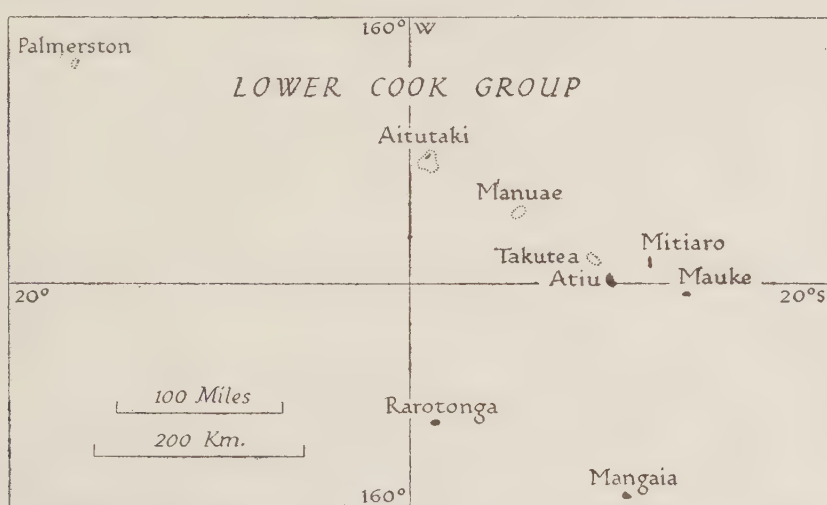 160° W
Palmerston
LOWER COOK GROUP
Aitutaki
Manuae
Mitiaro
Takutea
Atiu
Mauke
20°
20°S
100 Miles
Rarotonga
200 Km.
Mangaia
160°